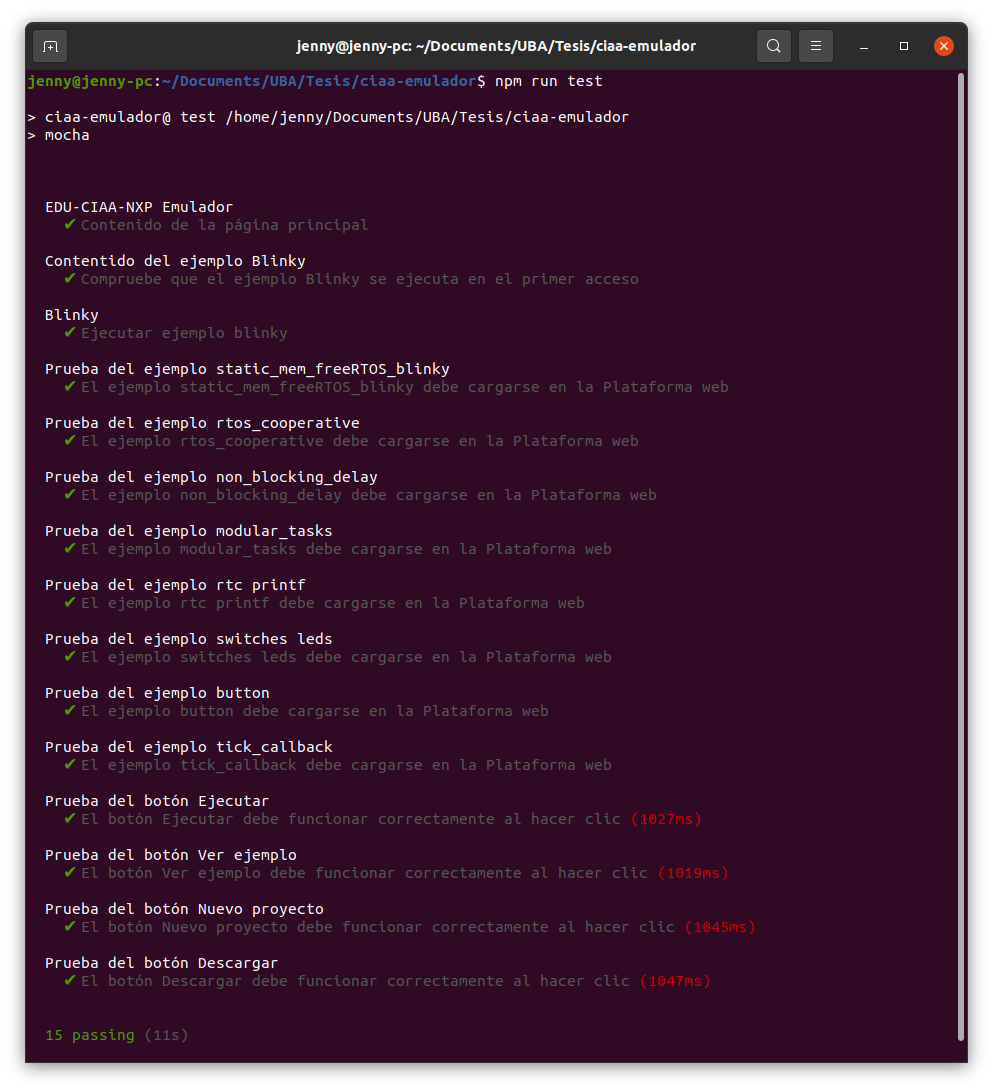 jenny@jenny-pc: ~/Documents/UBA/Tesis/ciaa-emulador
jenny@jenny-pc:~/Documents/UBA/Tesis/ciaa-emulador$ npm run test
> ciaa-emulador@ test /home/jenny/Documents/UBA/Tesis/ciaa-emulador
> mocha
EDU-CIAA-NXP Emulador
✔ Contenido de la página principal
Contentido del ejemplo Blinky
✔ Compruebe que el ejemplo Blinky se ejecuta en el primer acceso
Blinky
✔ Ejecutar ejemplo blinky
Prueba del ejemplo static_mem_freeRTOS_blinky
✔ El ejemplo static_mem_freeRTOS_blinky debe cargarse en la Plataforma web
Prueba del ejemplo rtos_cooperative
✔ El ejemplo rtos_cooperative debe cargarse en la Plataforma web
Prueba del ejemplo non_blocking_delay
✔ El ejemplo non_blocking_delay debe cargarse en la Plataforma web
Prueba del ejemplo modular_tasks
✔ El ejemplo modular_tasks debe cargarse en la Plataforma web
Prueba del ejemplo rtc printf
✔ El ejemplo rtc printf debe cargarse en la Plataforma web
Prueba del ejemplo switches leds
✔ El ejemplo switches leds debe cargarse en la Plataforma web
Prueba del ejemplo button
✔ El ejemplo button debe cargarse en la Plataforma web
Prueba del ejemplo tick_callback
✔ El ejemplo tick_callback debe cargarse en la Plataforma web
Prueba del botón Ejecutar
✔ El botón Ejecutar debe funcionar correctamente al hacer clic (1027ms)
Prueba del botón Ver ejemplo
✔ El botón Ver ejemplo debe funcionar correctamente al hacer clic (1019ms)
Prueba del botón Nuevo proyecto
✔ El botón Nuevo proyecto debe funcionar correctamente al hacer clic (1045ms)
Prueba del botón Descargar
✔ El botón Descargar debe funcionar correctamente al hacer clic (1047ms)
15 passing (11s)